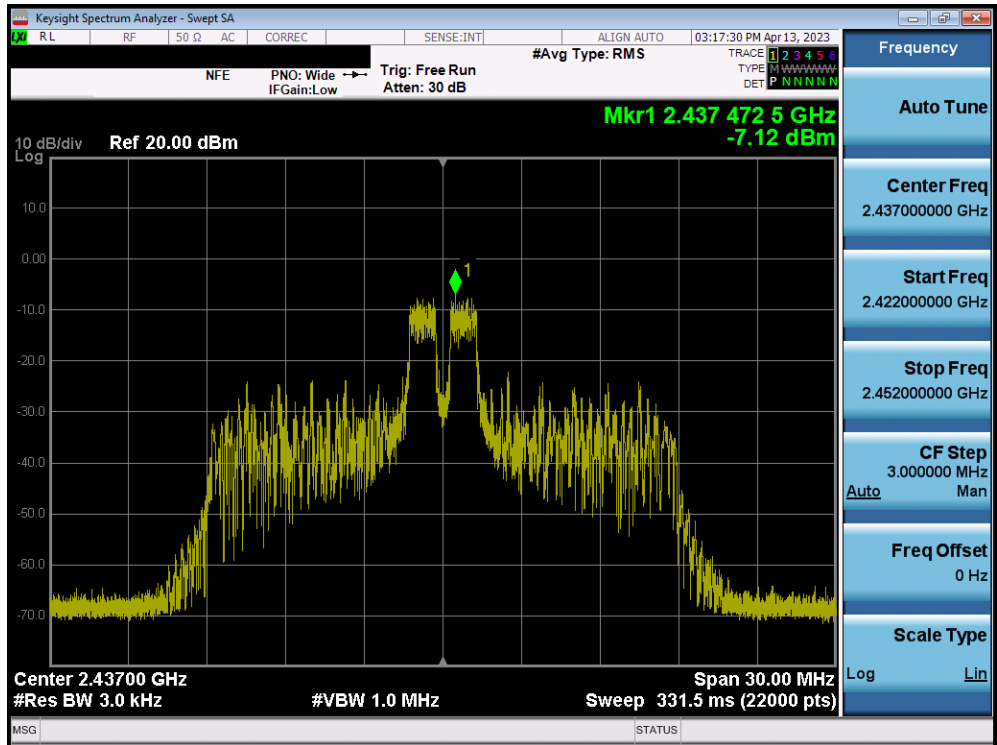 Keysight Spectrum Analyzer - Swept SA
LXI RL RF 50 Ω AC CORREC SENSE:INT ALIGN AUTO 03:17:30 PM Apr 13, 2023
NFE PNO: Wide Trig: Free Run #Avg Type: RMS TRACE 1 2 3 4 5 6
IFGain:Low Atten: 30 dB TYPE M WWWWW
DET P N N N N N
Mkr1 2.437 472 5 GHz
-7.12 dBm
10 dB/div Ref 20.00 dBm
Log
10.0
0.00
1
-10.0
-20.0
-30.0
-40.0
-50.0
-60.0
-70.0
Center 2.43700 GHz Span 30.00 MHz
#Res BW 3.0 kHz #VBW 1.0 MHz Sweep 331.5 ms (22000 pts)
MSG STATUS
Frequency
Auto Tune
Center Freq
2.437000000 GHz
Start Freq
2.422000000 GHz
Stop Freq
2.452000000 GHz
CF Step
3.000000 MHz
Auto Man
Freq Offset
0 Hz
Scale Type
Log Lin